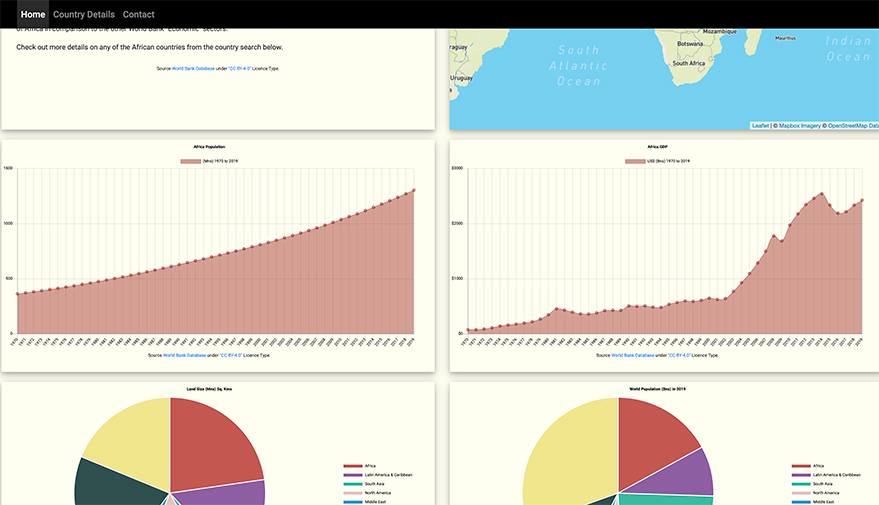 Home Country Details Contact
of Africa in comparison to the other World Bank "Economic" sectors.
Check out more details on any of the African countries from the country search below.
Source World Bank Database under "CC BY-4.0" Licence Type.
South
Atlantic
Ocean
Uruguay
Mozambique
Botswana
South Africa
Mauritius
Indian
Ocean
Leaflet | © Mapbox Imagery © OpenStreetMap Data
Africa Population
(Mns) 1970 to 2019
1500
1000
500
0
1970 1971 1972 1973 1974 1975 1976 1977 1978 1979 1980 1981 1982 1983 1984 1985 1986 1987 1988 1989 1990 1991 1992 1993 1994 1995 1996 1997 1998 1999 2000 2001 2002 2003 2004 2005 2006 2007 2008 2009 2010 2011 2012 2013 2014 2015 2016 2017 2018 2019
Source World Bank Database under "CC BY-4.0" Licence Type.
Africa GDP
USD (Bns) 1970 to 2019
$3000
$2000
$1000
$0
1970 1971 1972 1973 1974 1975 1976 1977 1978 1979 1980 1981 1982 1983 1984 1985 1986 1987 1988 1989 1990 1991 1992 1993 1994 1995 1996 1997 1998 1999 2000 2001 2002 2003 2004 2005 2006 2007 2008 2009 2010 2011 2012 2013 2014 2015 2016 2017 2018 2019
Source World Bank Database under "CC BY-4.0" Licence Type.
Land Size (Mns) Sq. Kms
Africa
Latin America & Caribbean
South Asia
North America
Middle East
World Population (Bns) in 2019
Africa
Latin America & Caribbean
South Asia
North America
Middle East